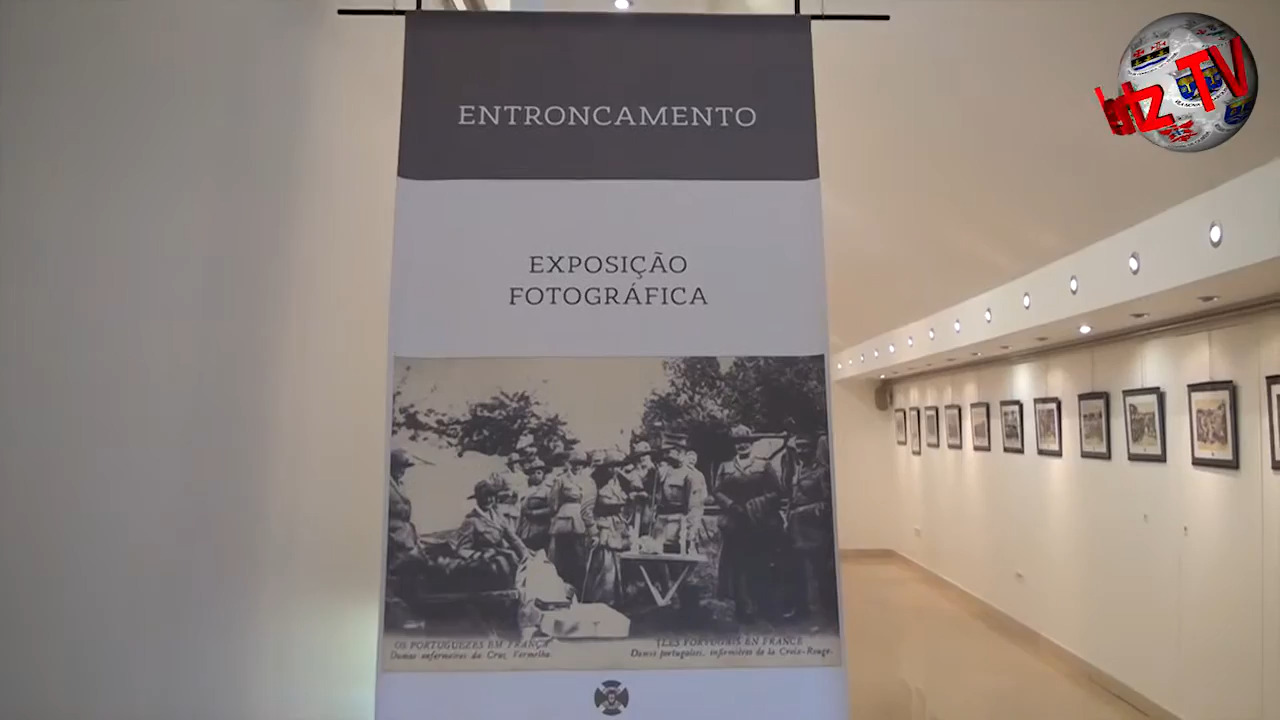 ENTRONCAMENTO
EXPOSIÇÃO
FOTOGRÁFICA
OS PORTUGUEZES EM FRANÇA
Damas enfermeiras da Cruz Vermelha.
LES PORTUGAIS EN FRANCE
Dames portugaises, infirmières de la Croix-Rouge.
TV